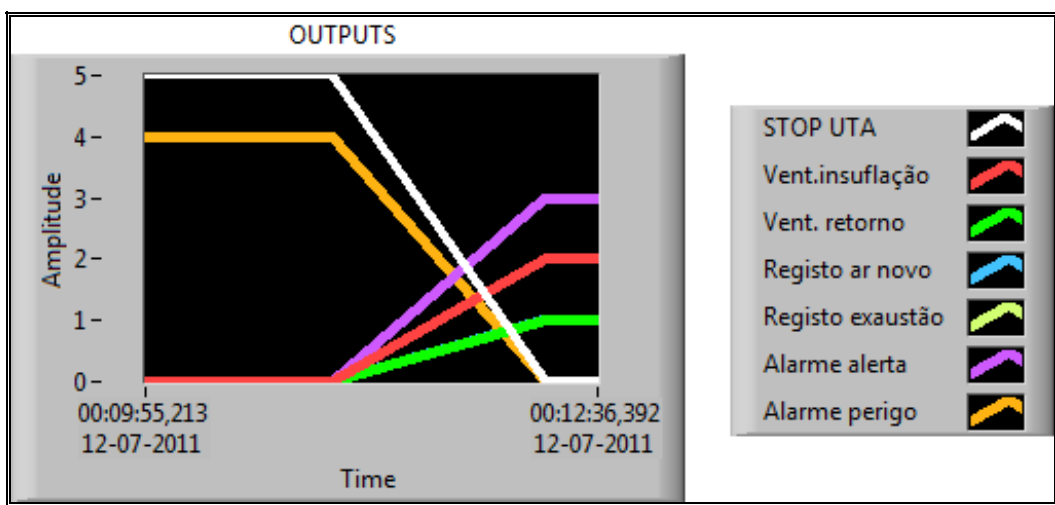 OUTPUTS
5
4
3
2
1
0
Amplitude
00:09:55,213
12-07-2011
00:12:36,392
12-07-2011
Time
STOP UTA
Vent.insuflação
Vent. retorno
Registo ar novo
Registo exaustão
Alarme alerta
Alarme perigo